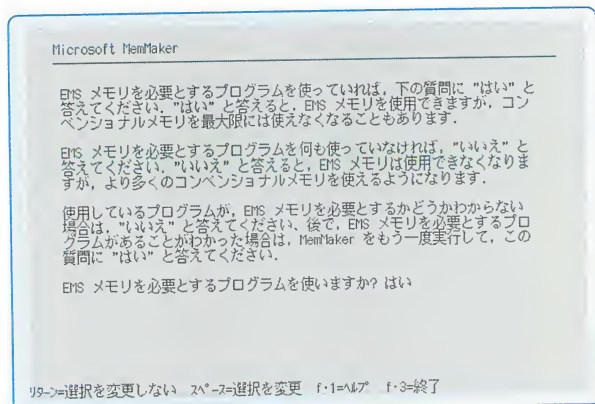 Microsoft MemMaker
EMS メモリを必要とするプログラムを使っていれば，下の質問に "はい" と
答えてください．"はい" と答えると，EMS メモリを使用できますが，コン
ベンショナルメモリを最大限には使えなくなることもあります．
EMS メモリを必要とするプログラムを何も使っていなければ，"いいえ" と
答えてください．"いいえ" と答えると，EMS メモリは使用できなくなりま
すが，より多くのコンベンショナルメモリを使えるようになります．
使用しているプログラムが，EMS メモリを必要とするかどうかわからない
場合は，"いいえ" と答えてください、後で，EMS メモリを必要とするプロ
グラムがあることがわかった場合は，MemMaker をもう一度実行して，この
質問に "はい" と答えてください．
EMS メモリを必要とするプログラムを使いますか? はい
ﾘﾀｰﾝ=選択を変更しない ｽﾍﾟｰｽ=選択を変更 f･1=ﾍﾙﾌﾟ f･3=終了